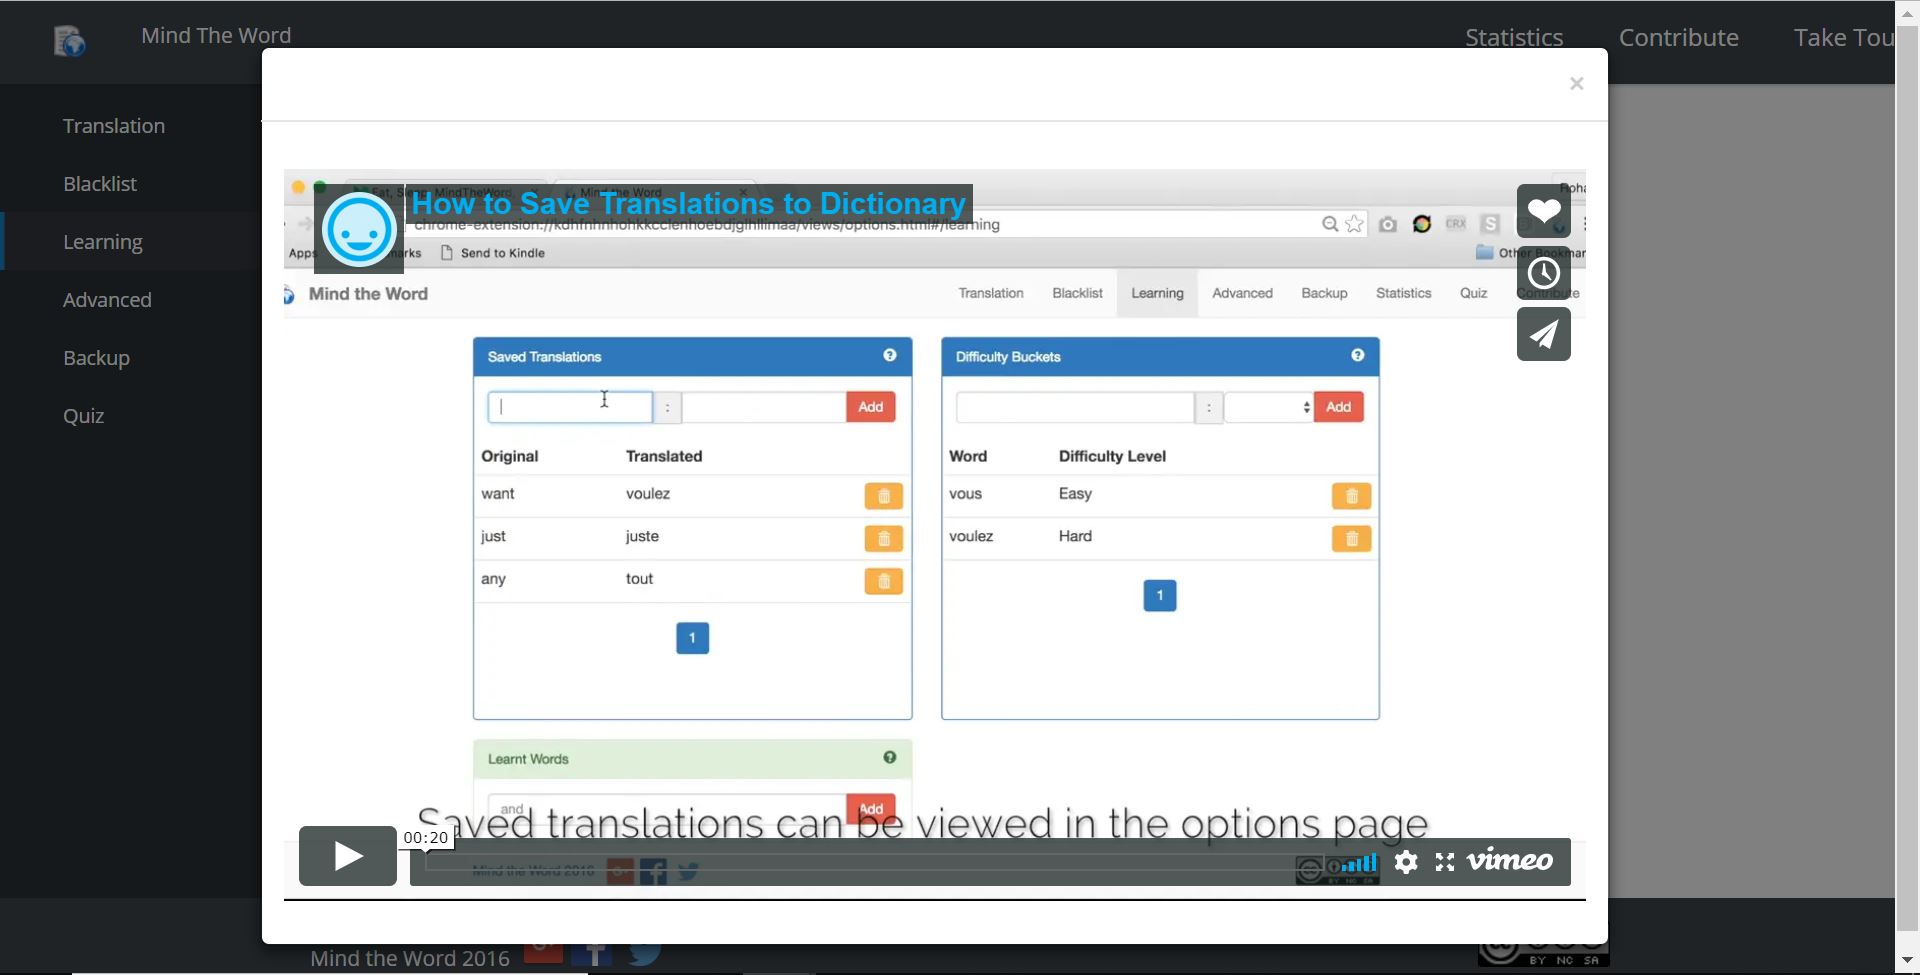 Mind The Word
Statistics
Contribute
Take Tou
×
Translation
Blacklist
Learning
Advanced
Backup
Quiz
How to Save Translations to Dictionary
chrome-extension://kdhfnhnhohkkcclenhoebdjglhllimaa/views/options.html#/learning
CRX
S
Apps
Send to Kindle
Other Bookmar
Mind the Word
Translation
Blacklist
Learning
Advanced
Backup
Statistics
Quiz
Contribute
Saved Translations
?
:
Add
Original Translated
want voulez
just juste
any tout
1
Difficulty Buckets
?
:
Add
Word Difficulty Level
vous Easy
voulez Hard
1
Learnt Words
?
and
Add
Saved translations can be viewed in the options page
00:20
Mind the Word 2016
vimeo
Mind the Word 2016
BY NC SA